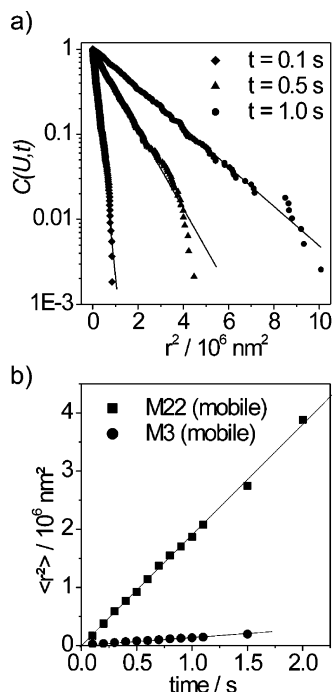 a)
t = 0.1 s
t = 0.5 s
t = 1.0 s
C(U,t)
1
0.1
0.01
1E-3
0 2 4 6 8 10
r² / 10⁶ nm²
b)
M22 (mobile)
M3 (mobile)
<r²> / 10⁶ nm²
4
2
0
0.0 0.5 1.0 1.5 2.0
time / s